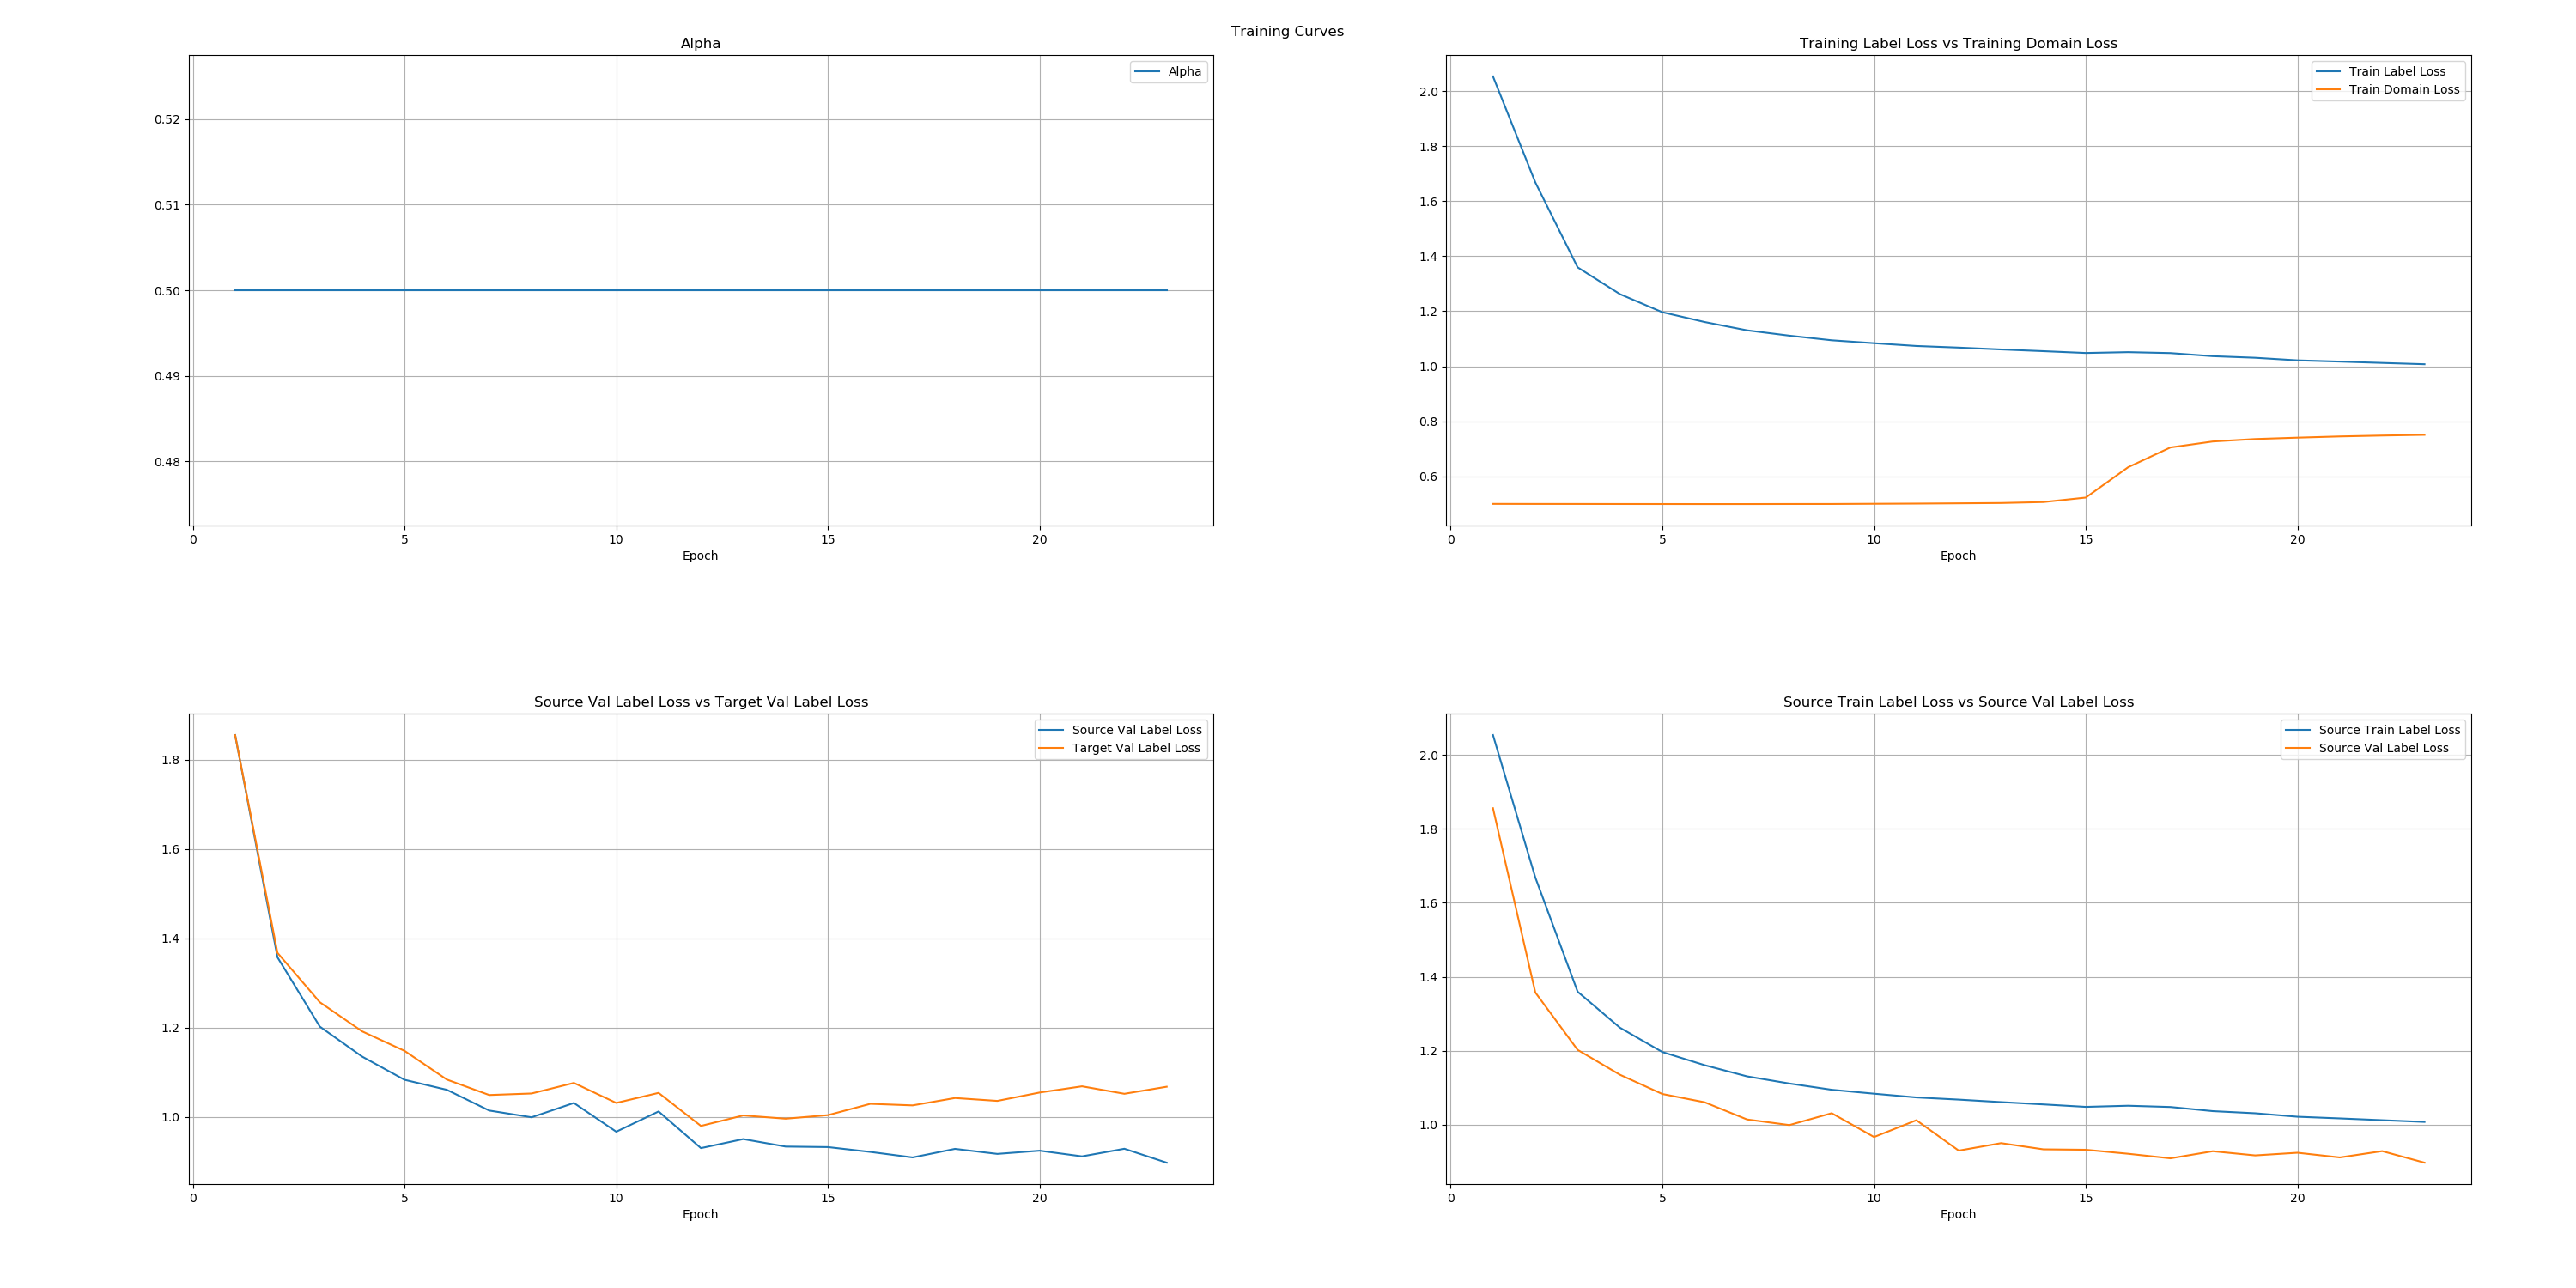 Training Curves
Alpha
Alpha
0.52
0.51
0.50
0.49
0.48
0
5
10
15
20
Epoch
Training Label Loss vs Training Domain Loss
Train Label Loss
Train Domain Loss
2.0
1.8
1.6
1.4
1.2
1.0
0.8
0.6
0
5
10
15
20
Epoch
Source Val Label Loss vs Target Val Label Loss
Source Val Label Loss
Target Val Label Loss
1.8
1.6
1.4
1.2
1.0
0
5
10
15
20
Epoch
Source Train Label Loss vs Source Val Label Loss
Source Train Label Loss
Source Val Label Loss
2.0
1.8
1.6
1.4
1.2
1.0
0
5
10
15
20
Epoch